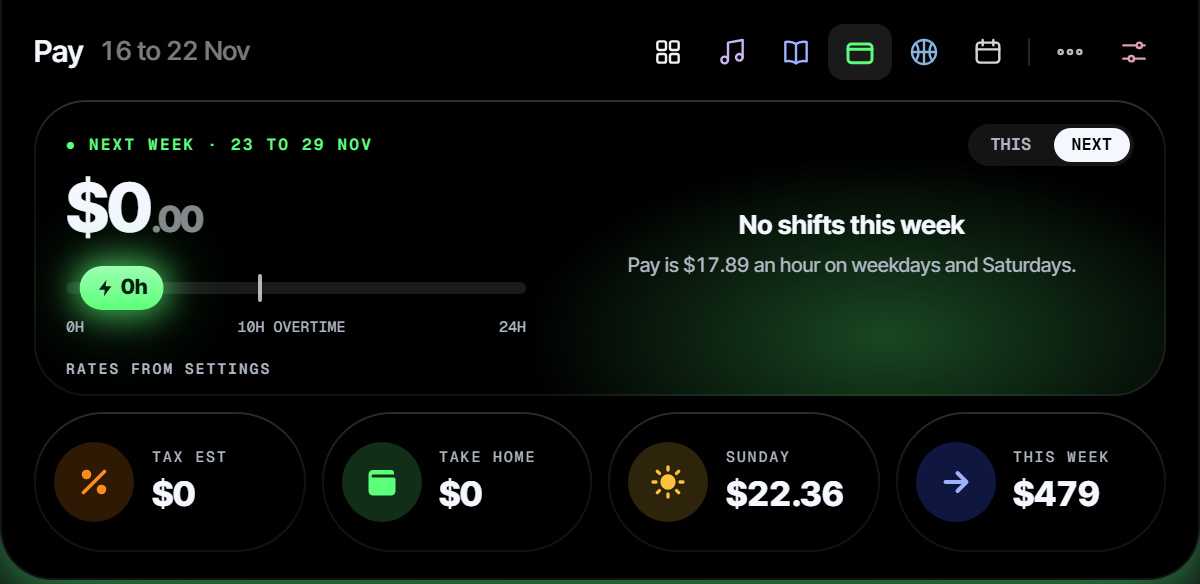 Pay 16 to 22 Nov
NEXT WEEK · 23 TO 29 NOV
THIS NEXT
$0.00
No shifts this week
Pay is $17.89 an hour on weekdays and Saturdays.
0h
0H 10H OVERTIME 24H
RATES FROM SETTINGS
TAX EST
$0
TAKE HOME
$0
SUNDAY
$22.36
THIS WEEK
$479